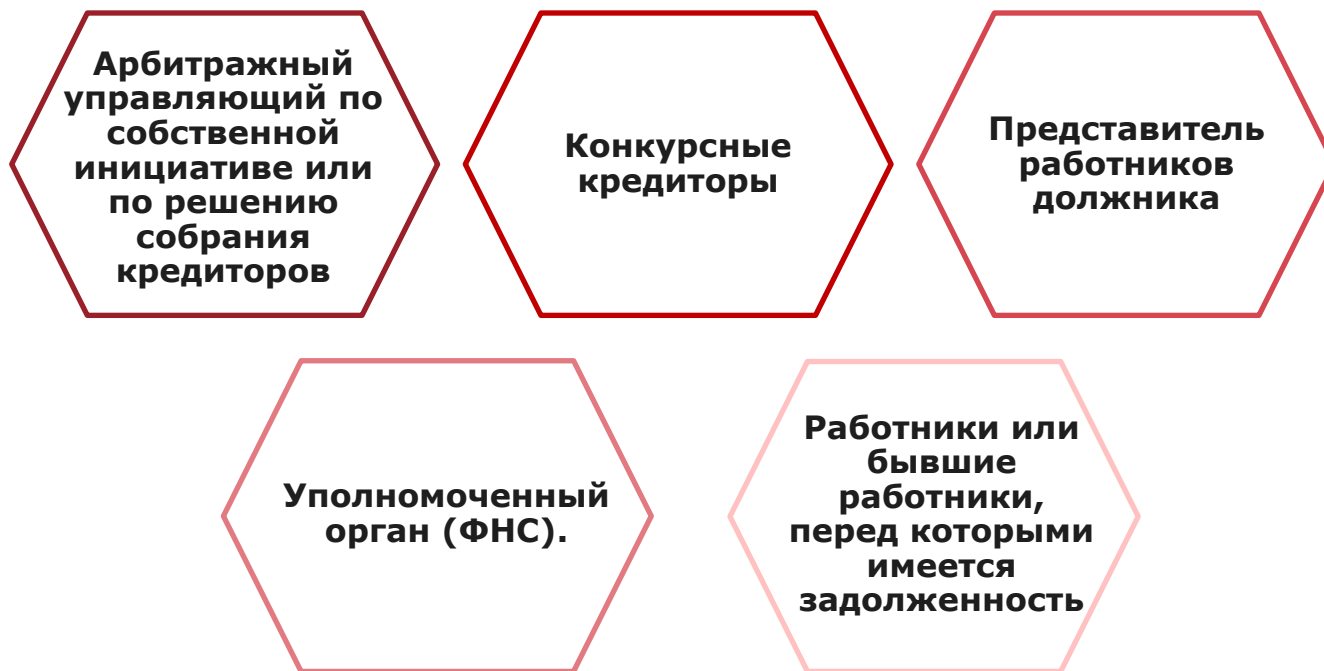 Арбитражный
управляющий по
собственной
инициативе или
по решению
собрания
кредиторов
Конкурсные
кредиторы
Представитель
работников
должника
Уполномоченный
орган (ФНС).
Работники или
бывшие
работники,
перед которыми
имеется
задолженность